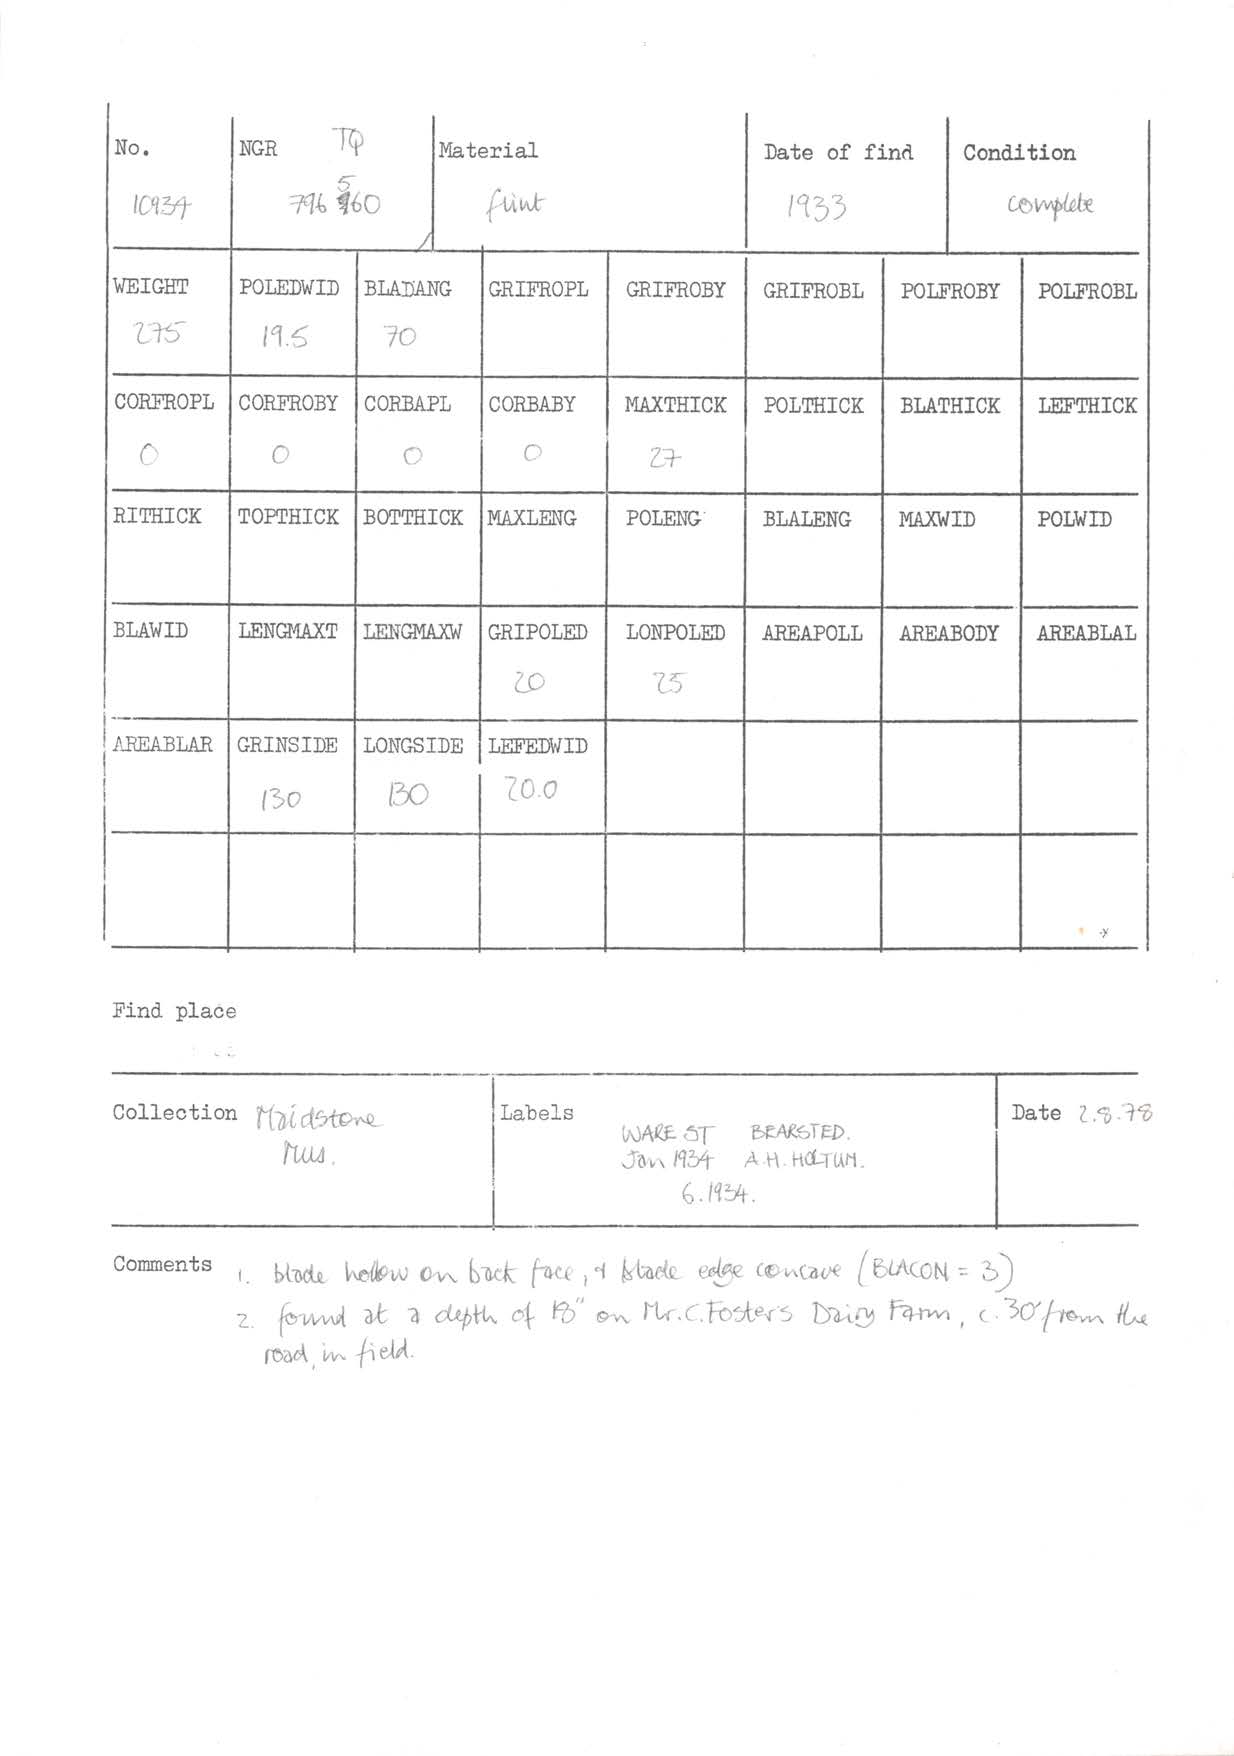 No. NGR TQ Material Date of find Condition
10934 796 560 flint 1933 complete
WEIGHT POLEDWID BLADANG GRIFROPL GRIFROBY GRIFROBL POLFROBY POLFROBL
275 19.5 70
CORFROPL CORFROBY CORBAPL CORBABY MAXTHICK POLTHICK BLATHICK LEFTHICK
0 0 0 0 27
RITHICK TOPTHICK BOTTHICK MAXLENG POLENG BLALENG MAXWID POLWID
BLAWID LENGMAXT LENGMAXW GRIPOLED LONPOLED AREAPOLL AREABODY AREABLAL
20 25
AREABLAR GRINSIDE LONGSIDE LEFEDWID
130 130 20.0
Find place
Collection Maidstone Labels Date 2.8.78
Mus.
WARE ST BEARSTED.
Jan 1934 A.H. HOLTUM.
6.1934.
Comments 1. blade hollow on back face, & blade edge concave (BLACON = 3)
2. found at a depth of 18" on Mr. C. Foster's Dairy Farm, c. 30' from the
road, in field.